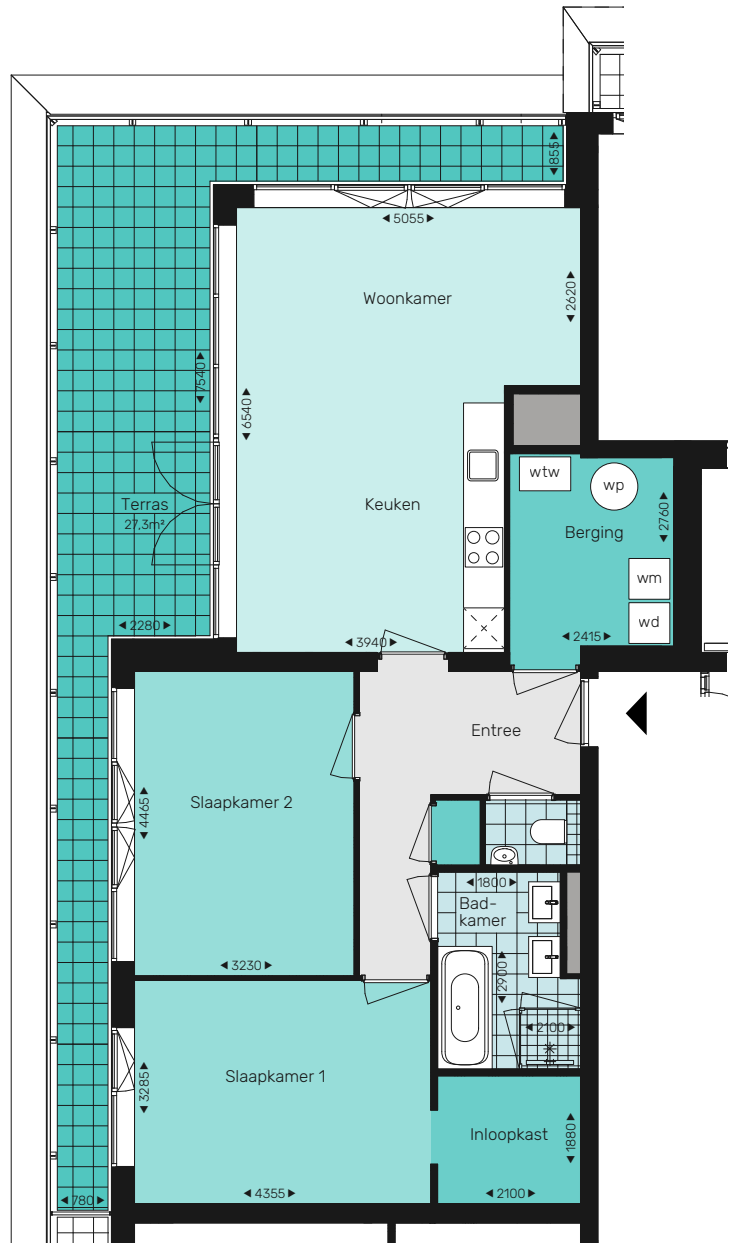 855
5055
Woonkamer
2620
7540
6540
wtw
wp
Terras
27,3m²
Keuken
Berging
2760
wm
wd
2280
3940
2415
Entree
Slaapkamer 2
4465
1800
Bad-
kamer
3230
2900
2100
Slaapkamer 1
3285
Inloopkast
1880
780
4355
2100